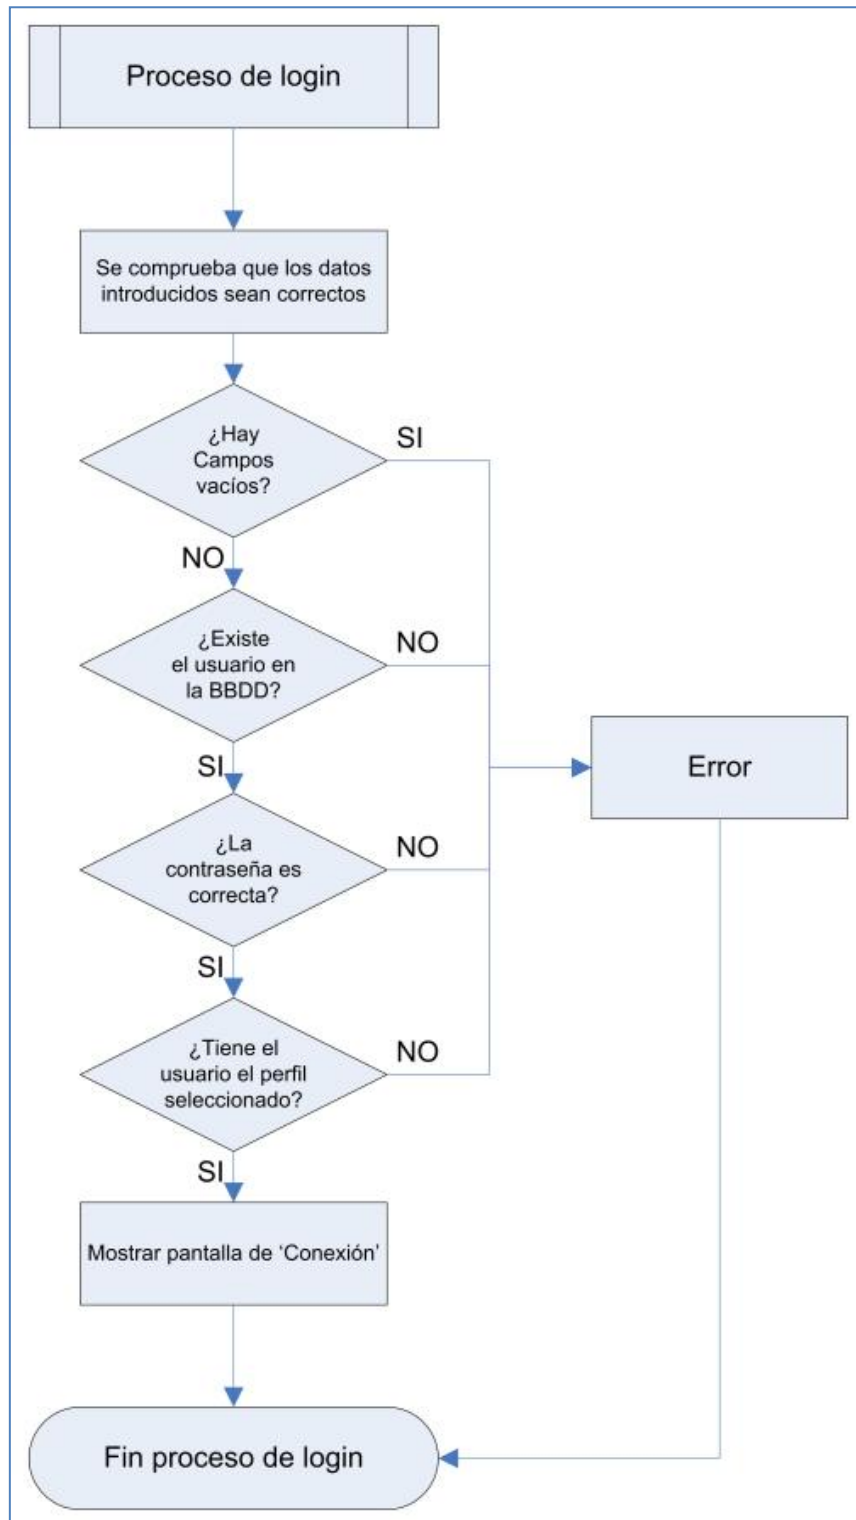 Proceso de login
Se comprueba que los datos
introducidos sean correctos
¿Hay
Campos
vacíos?
SI
NO
¿Existe
el usuario en
la BBDD?
NO
SI
Error
¿La
contraseña es
correcta?
NO
SI
¿Tiene el
usuario el perfil
seleccionado?
NO
SI
Mostrar pantalla de ‘Conexión’
Fin proceso de login